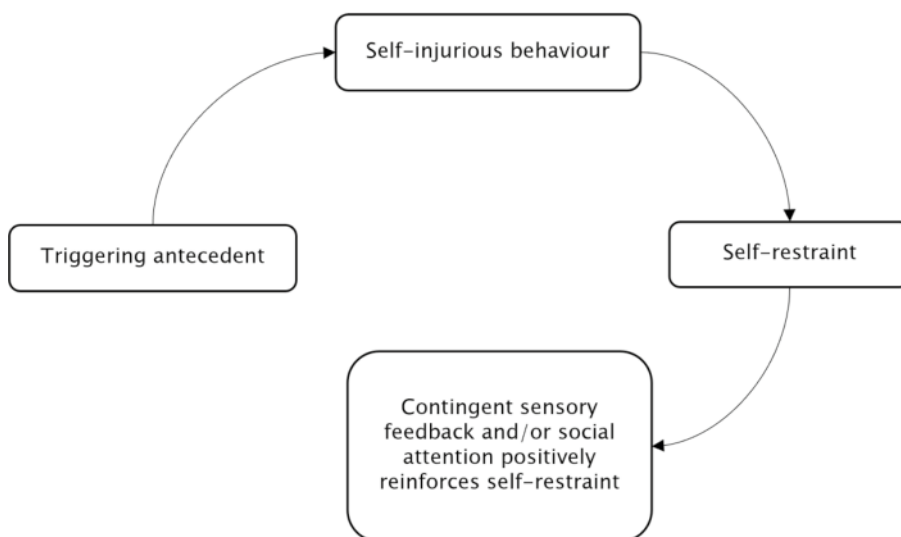 Self-injurious behaviour
Triggering antecedent
Self-restraint
Contingent sensory
feedback and/or social
attention positively
reinforces self-restraint